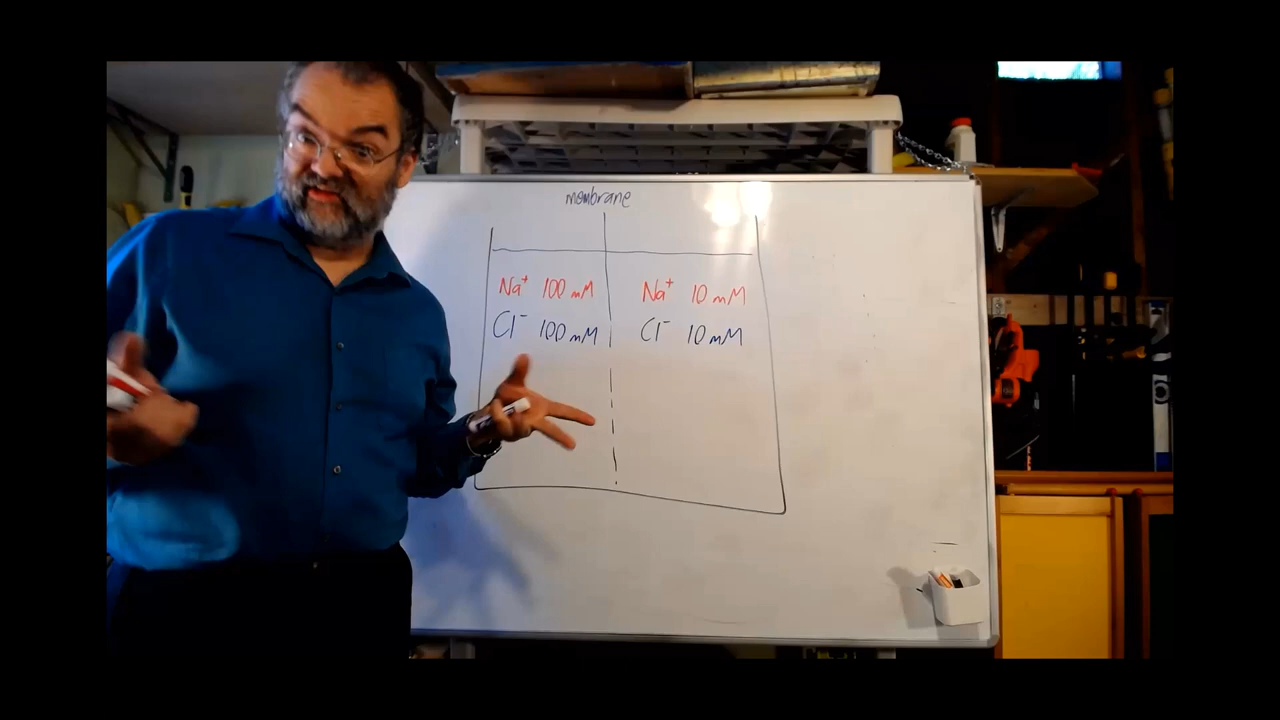 membrane
Na⁺ 100 mM Na⁺ 10 mM
Cl⁻ 100 mM Cl⁻ 10 mM